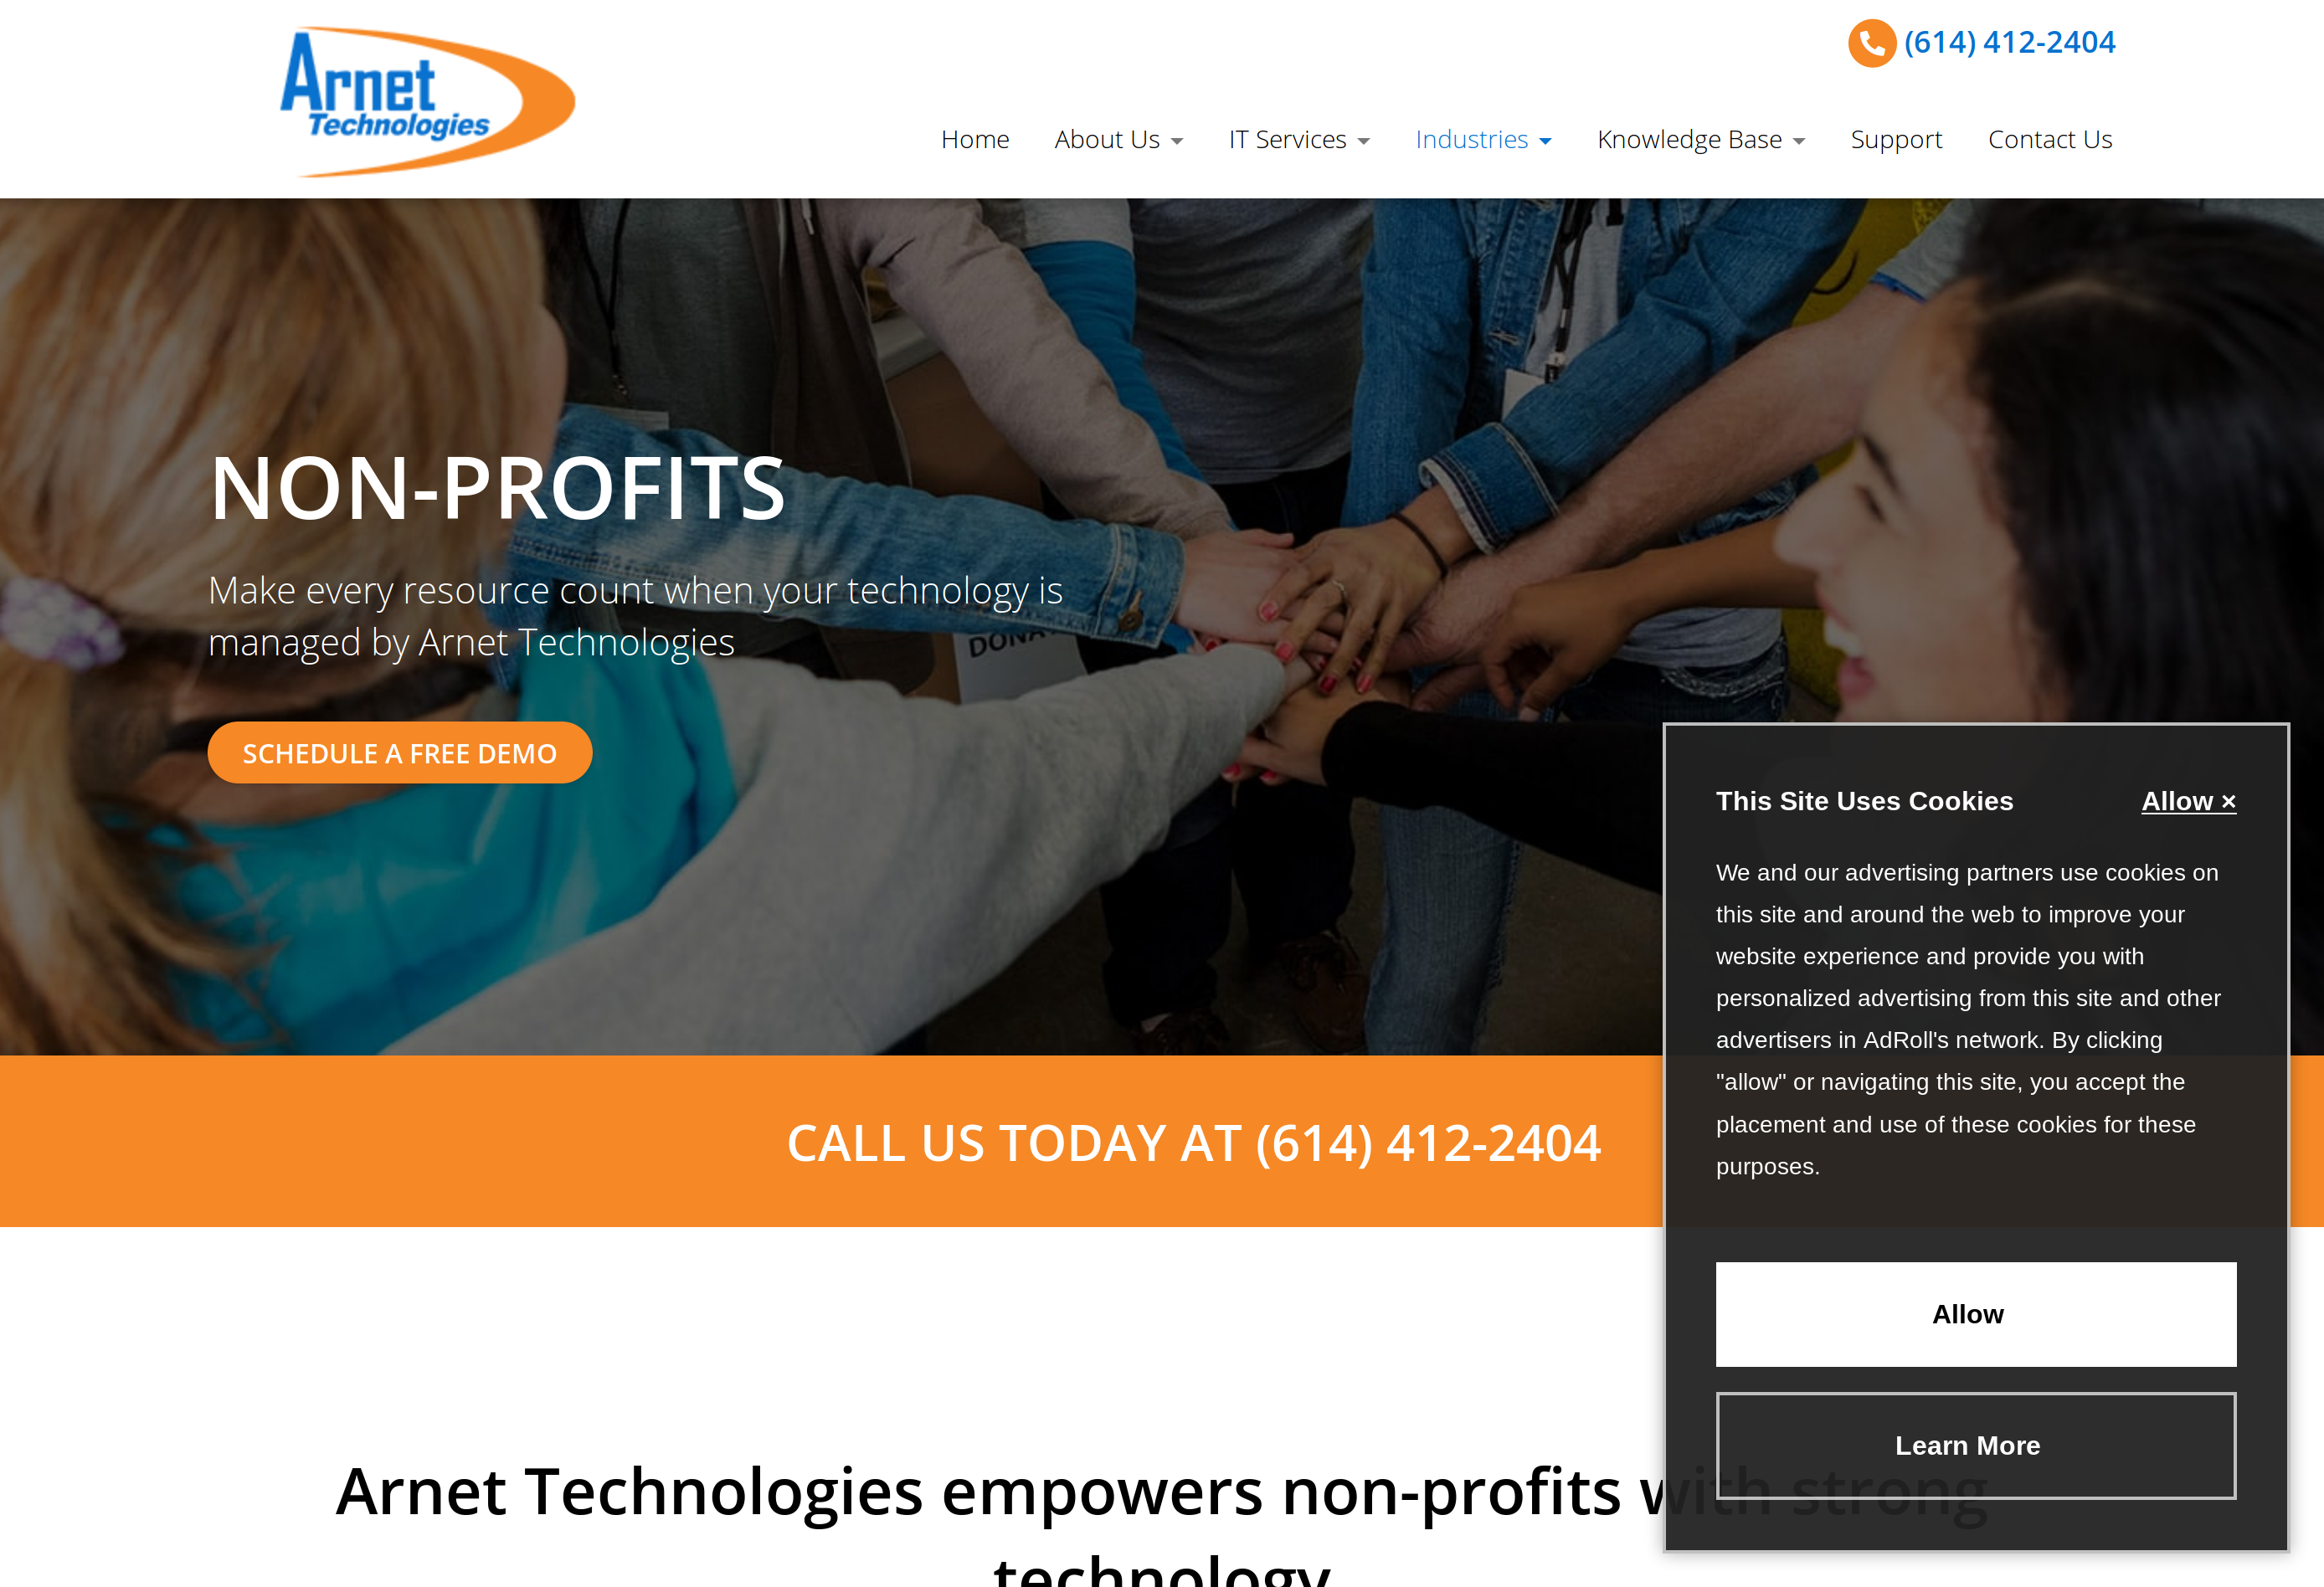 Arnet
Technologies
(614) 412-2404
Home
About Us
IT Services
Industries
Knowledge Base
Support
Contact Us
NON-PROFITS
Make every resource count when your technology is
managed by Arnet Technologies
SCHEDULE A FREE DEMO
CALL US TODAY AT (614) 412-2404
Arnet Technologies empowers non-profits with strong
technology
This Site Uses Cookies
Allow ×
We and our advertising partners use cookies on
this site and around the web to improve your
website experience and provide you with
personalized advertising from this site and other
advertisers in AdRoll's network. By clicking
"allow" or navigating this site, you accept the
placement and use of these cookies for these
purposes.
Allow
Learn More